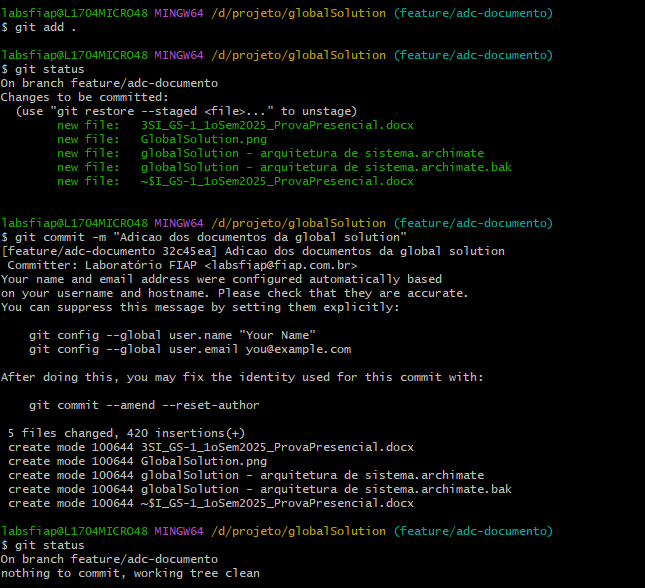 labsfiap@L1704MICRO48 MINGW64 /d/projeto/globalSolution (feature/adc-documento)
$ git add .
labsfiap@L1704MICRO48 MINGW64 /d/projeto/globalSolution (feature/adc-documento)
$ git status
On branch feature/adc-documento
Changes to be committed:
  (use "git restore --staged <file>..." to unstage)
        new file:   3SI_GS-1_1oSem2025_ProvaPresencial.docx
        new file:   GlobalSolution.png
        new file:   globalSolution - arquitetura de sistema.archimate
        new file:   globalSolution - arquitetura de sistema.archimate.bak
        new file:   ~$I_GS-1_1oSem2025_ProvaPresencial.docx
labsfiap@L1704MICRO48 MINGW64 /d/projeto/globalSolution (feature/adc-documento)
$ git commit -m "Adicao dos documentos da global solution"
[feature/adc-documento 32c45ea] Adicao dos documentos da global solution
 Committer: Laboratório FIAP <labsfiap@fiap.com.br>
Your name and email address were configured automatically based
on your username and hostname. Please check that they are accurate.
You can suppress this message by setting them explicitly:
    git config --global user.name "Your Name"
    git config --global user.email you@example.com
After doing this, you may fix the identity used for this commit with:
    git commit --amend --reset-author
 5 files changed, 420 insertions(+)
 create mode 100644 3SI_GS-1_1oSem2025_ProvaPresencial.docx
 create mode 100644 GlobalSolution.png
 create mode 100644 globalSolution - arquitetura de sistema.archimate
 create mode 100644 globalSolution - arquitetura de sistema.archimate.bak
 create mode 100644 ~$I_GS-1_1oSem2025_ProvaPresencial.docx
labsfiap@L1704MICRO48 MINGW64 /d/projeto/globalSolution (feature/adc-documento)
$ git status
On branch feature/adc-documento
nothing to commit, working tree clean